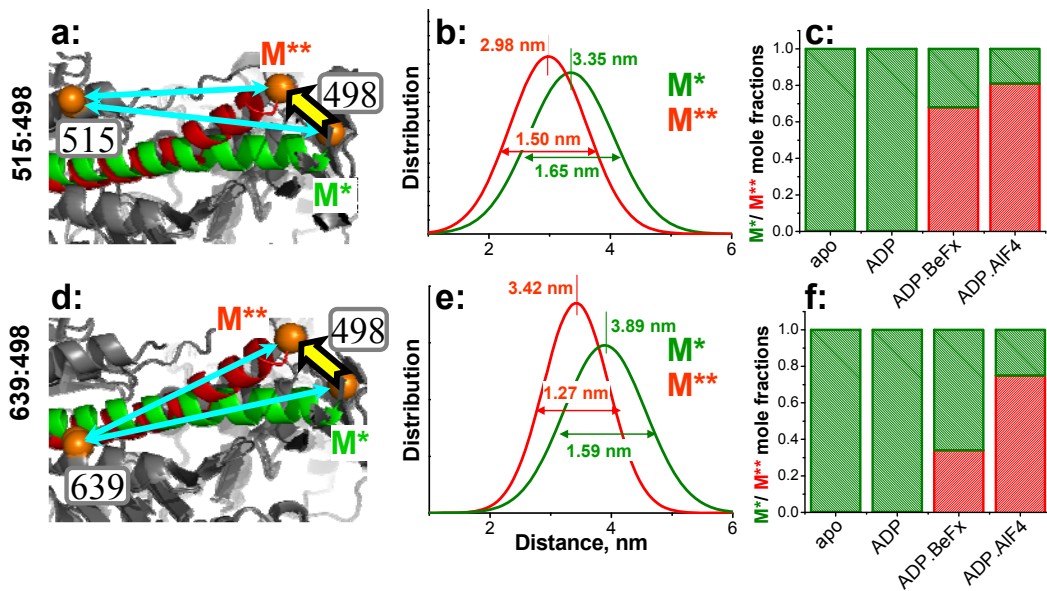 a:
M**
498
515
M*
515:498
b:
2.98 nm
3.35 nm
M*
M**
1.50 nm
1.65 nm
Distribution
2
4
6
c:
M*/ M** mole fractions
1.0
0.8
0.6
0.4
0.2
0.0
apo
ADP
ADP.BeFx
ADP.AlF4
d:
M**
498
M*
639
639:498
e:
3.42 nm
3.89 nm
M*
M**
1.27 nm
1.59 nm
Distribution
2
4
6
Distance, nm
f:
M*/ M** mole fractions
1.0
0.8
0.6
0.4
0.2
0.0
apo
ADP
ADP.BeFx
ADP.AlF4